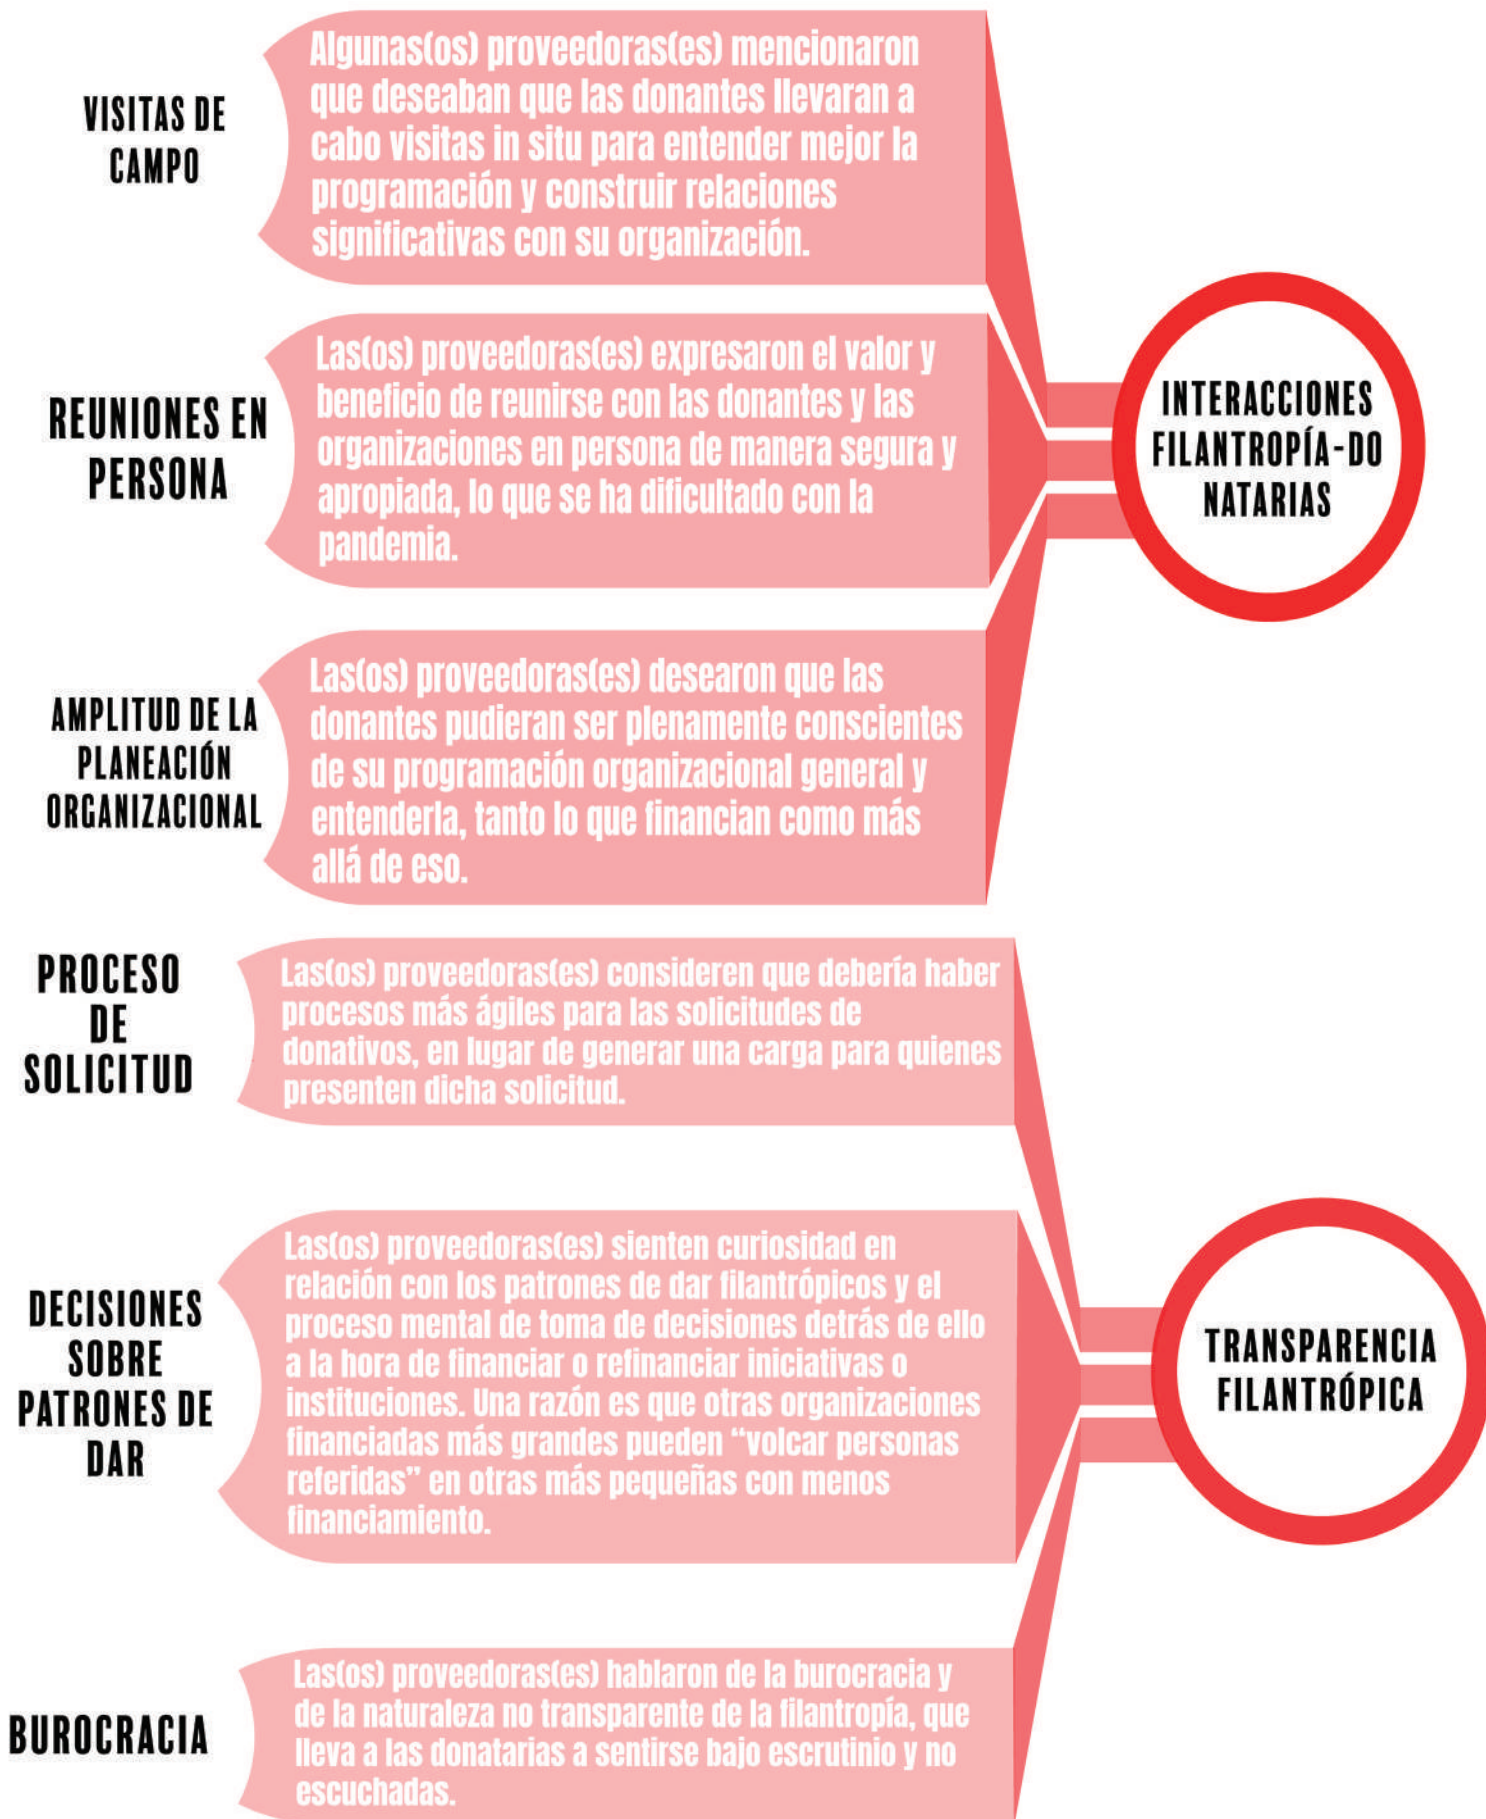 VISITAS DE
CAMPO
Algunas(os) proveedoras(es) mencionaron
que deseaban que las donantes llevaran a
cabo visitas in situ para entender mejor la
programación y construir relaciones
significativas con su organización.
REUNIONES EN
PERSONA
Las(os) proveedoras(es) expresaron el valor y
beneficio de reunirse con las donantes y las
organizaciones en persona de manera segura y
apropiada, lo que se ha dificultado con la
pandemia.
AMPLITUD DE LA
PLANEACIÓN
ORGANIZACIONAL
Las(os) proveedoras(es) desearon que las
donantes pudieran ser plenamente conscientes
de su programación organizacional general y
entenderla, tanto lo que financian como más
allá de eso.
INTERACCIONES
FILANTROPÍA-DO
NATARIAS
PROCESO
DE
SOLICITUD
Las(os) proveedoras(es) consideren que debería haber
procesos más ágiles para las solicitudes de
donativos, en lugar de generar una carga para quienes
presenten dicha solicitud.
DECISIONES
SOBRE
PATRONES DE
DAR
Las(os) proveedoras(es) sienten curiosidad en
relación con los patrones de dar filantrópicos y el
proceso mental de toma de decisiones detrás de ello
a la hora de financiar o refinanciar iniciativas o
instituciones. Una razón es que otras organizaciones
financiadas más grandes pueden “volcar personas
referidas” en otras más pequeñas con menos
financiamiento.
BUROCRACIA
Las(os) proveedoras(es) hablaron de la burocracia y
de la naturaleza no transparente de la filantropía, que
lleva a las donatarias a sentirse bajo escrutinio y no
escuchadas.
TRANSPARENCIA
FILANTRÓPICA